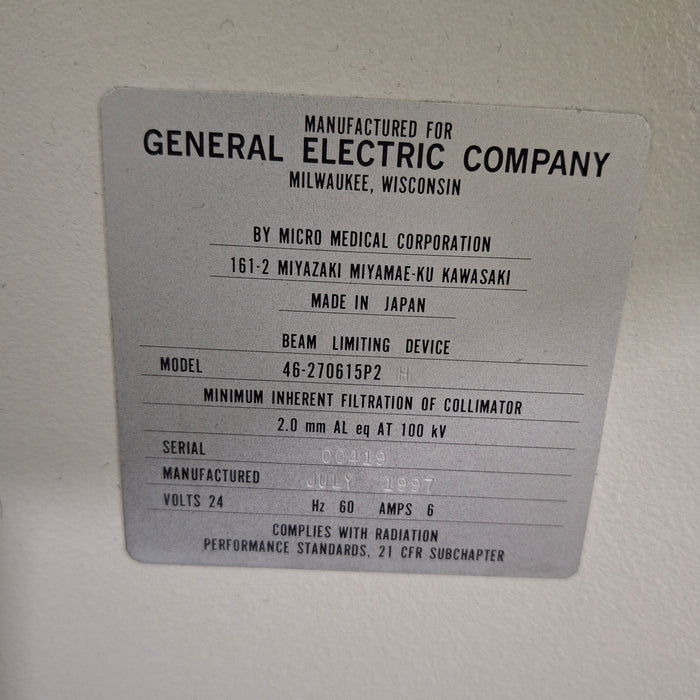 MANUFACTURED FOR
GENERAL ELECTRIC COMPANY
MILWAUKEE, WISCONSIN
BY MICRO MEDICAL CORPORATION
161-2 MIYAZAKI MIYAMAE-KU KAWASAKI
MADE IN JAPAN
BEAM LIMITING DEVICE
MODEL 46-270615P2 H
MINIMUM INHERENT FILTRATION OF COLLIMATOR
2.0 mm AL eq AT 100 kV
SERIAL 00419
MANUFACTURED JULY 1997
VOLTS 24 Hz 60 AMPS 6
COMPLIES WITH RADIATION
PERFORMANCE STANDARDS, 21 CFR SUBCHAPTER